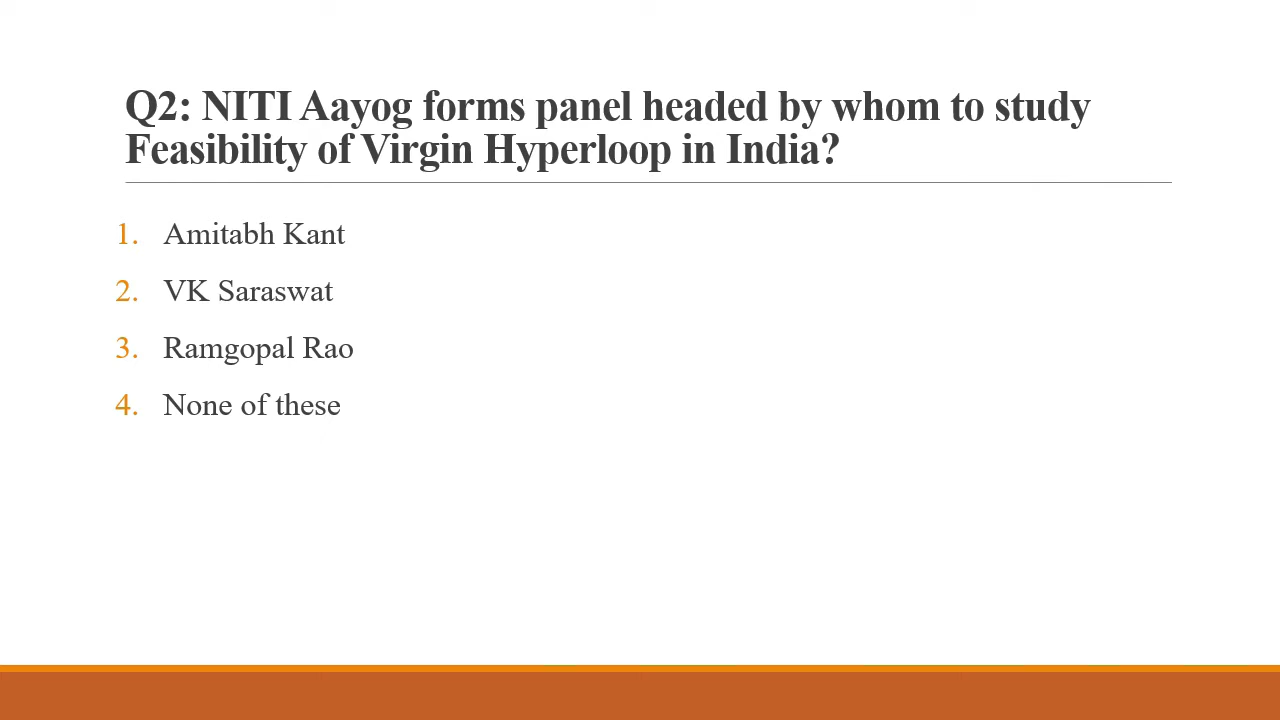 Q2: NITI Aayog forms panel headed by whom to study
Feasibility of Virgin Hyperloop in India?
1. Amitabh Kant
2. VK Saraswat
3. Ramgopal Rao
4. None of these